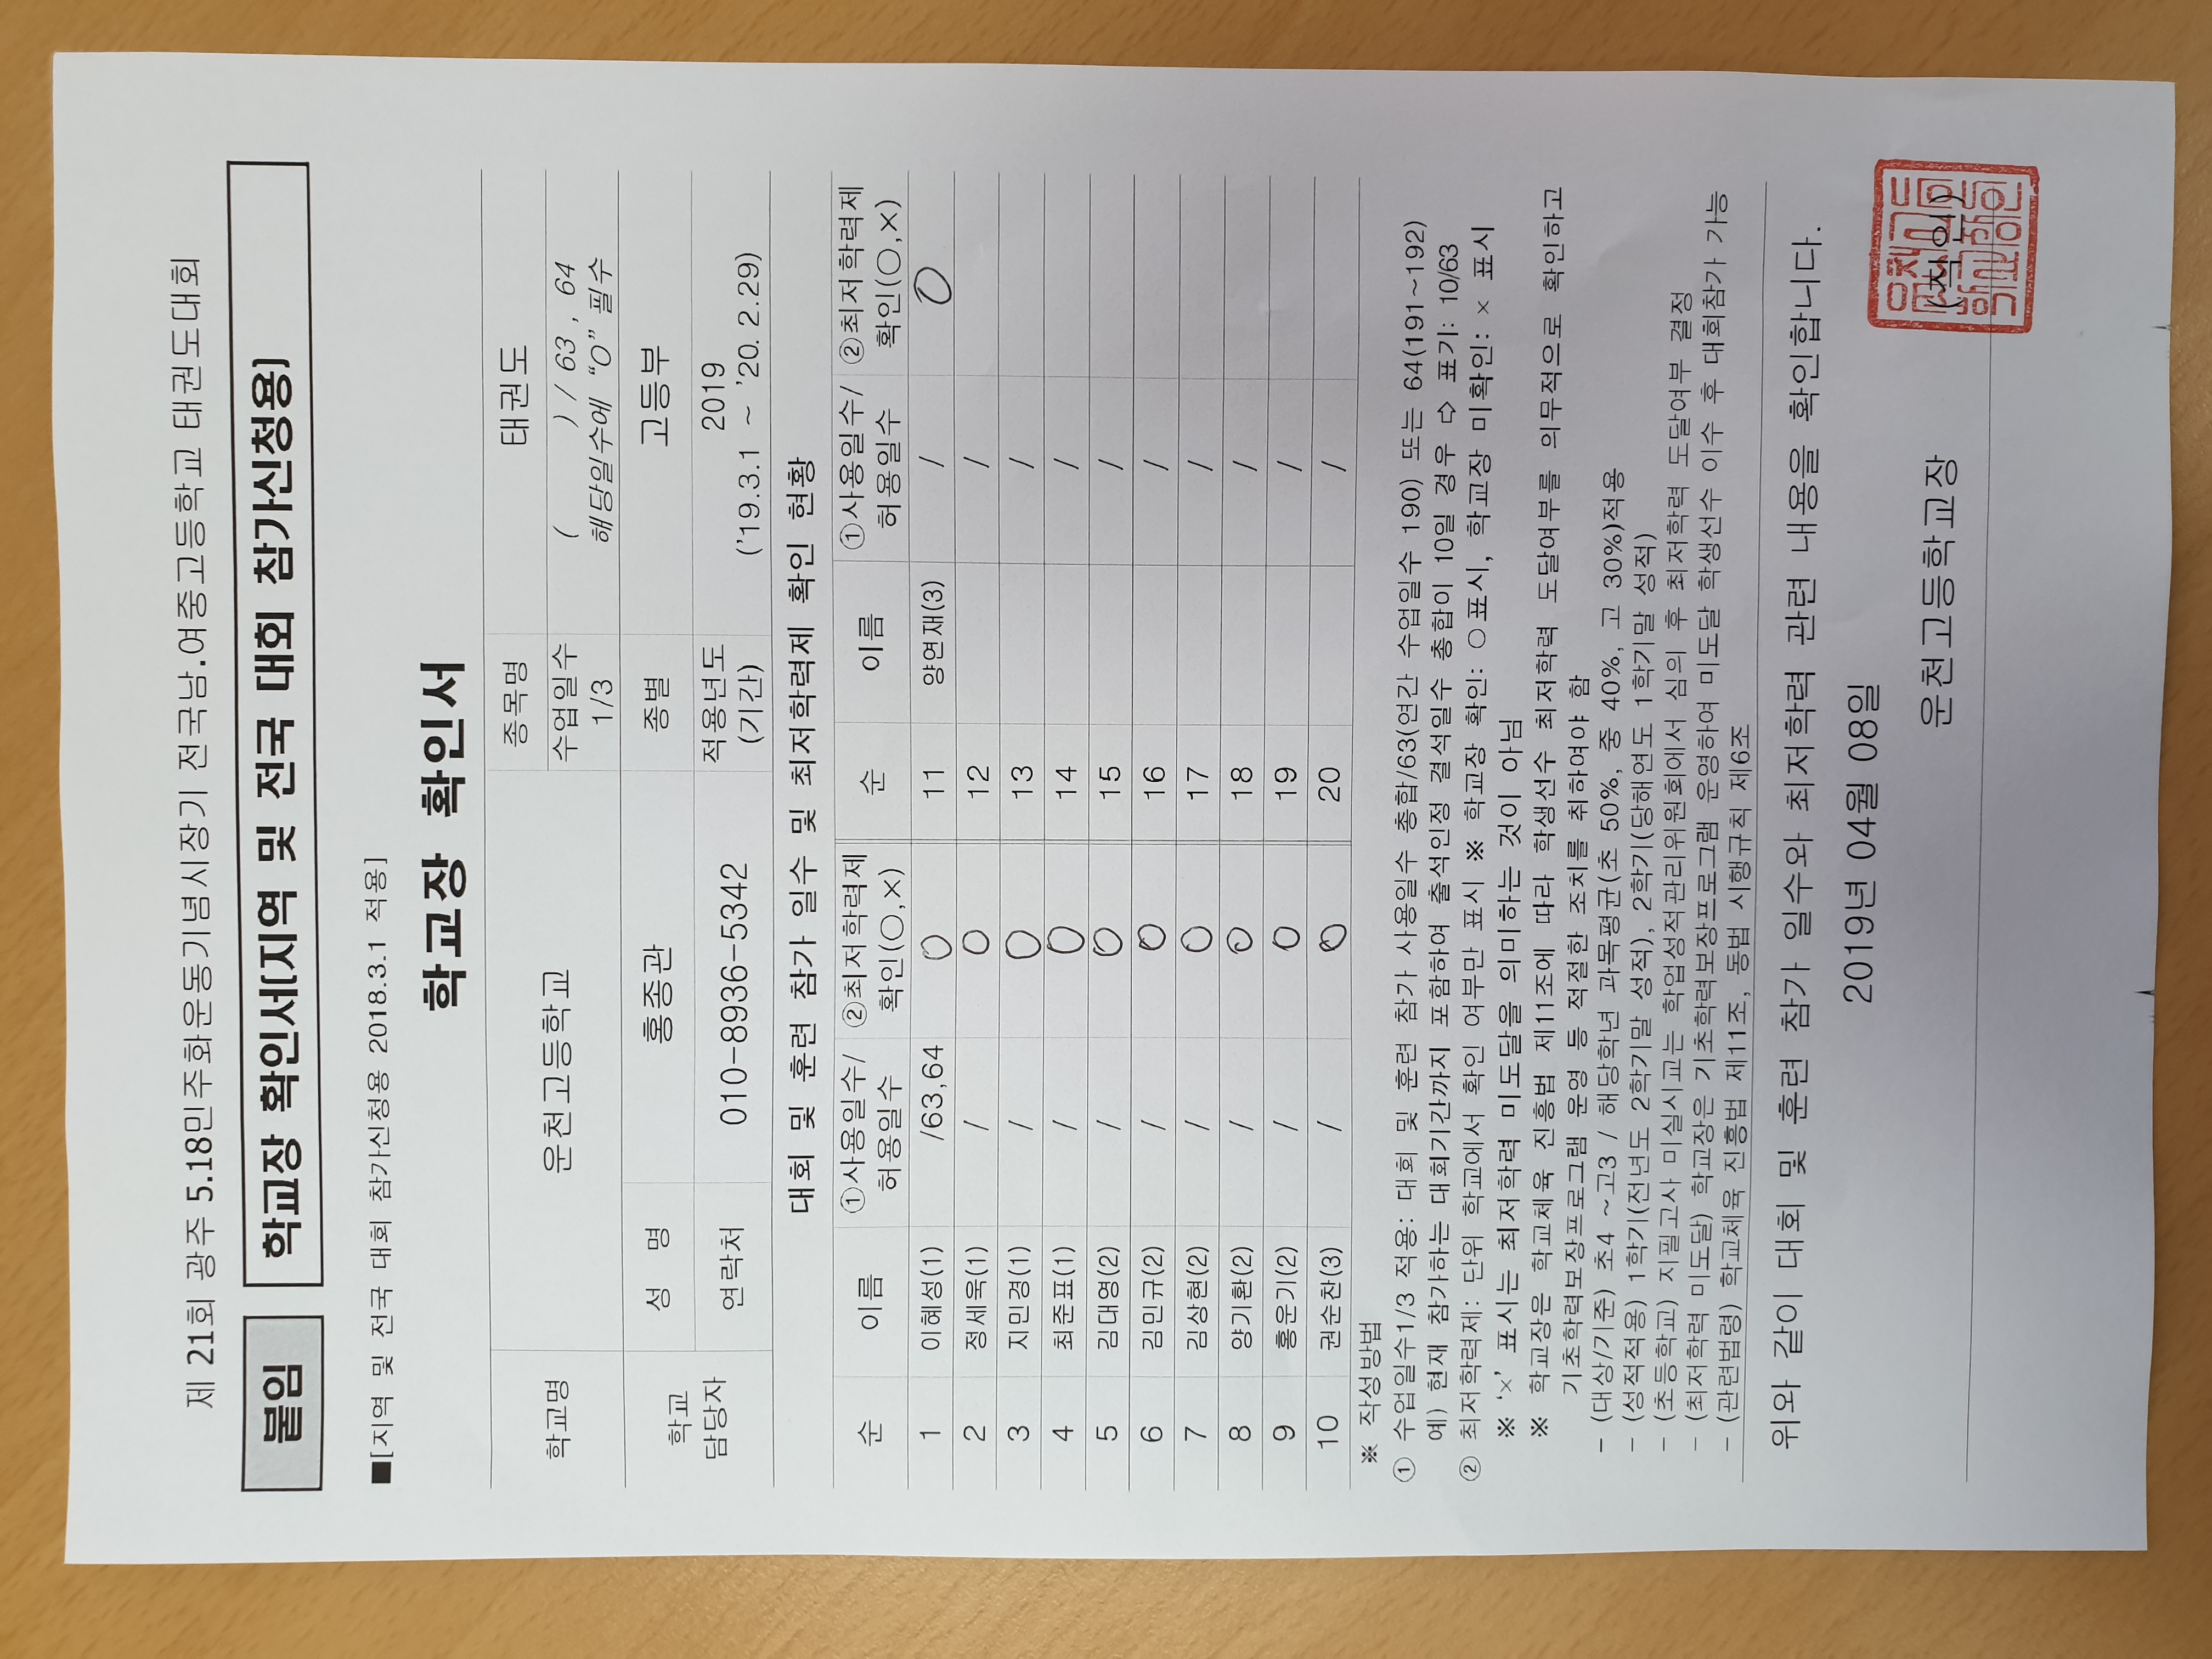 제 21회 광주 5.18민주화운동기념시장기 전국남.여중고등학교 태권도대회
붙임 학교장 확인서(지역 및 전국 대회 참가신청용)
■[지역 및 전국 대회 참가신청용 2018.3.1 적용]
학교장 확인서
학교명 운천고등학교 종목명 태권도
수업일수 1/3 ( ) / 63 , 64
해당일수에 "O" 필수
학교 담당자 성 명 홍종관 종별 고등부
연락처 010-8936-5342 적용년도 (기간) 2019
('19.3.1 ~ '20. 2.29)
대회 및 훈련 참가 일수 및 최저학력제 확인 현황
순 이름 ①사용일수/허용일수 ②최저학력제 확인(○,×) 순 이름 ①사용일수/허용일수 ②최저학력제 확인(○,×)
1 이혜성(1) /63,64 O 11 양연재(3) / O
2 정세욱(1) / O 12 /
3 지민경(1) / O 13 /
4 최준표(1) / O 14 /
5 김대영(2) / O 15 /
6 김민규(2) / O 16 /
7 김상현(2) / O 17 /
8 양기환(2) / O 18 /
9 홍운기(2) / O 19 /
10 권순찬(3) / O 20 /
※ 작성방법
① 수업일수1/3 적용: 대회 및 훈련 참가 사용일수 총합/63(연간 수업일수 190) 또는 64(191~192)
예) 현재 참가하는 대회기간까지 포함하여 출석인정 결석일수 총합이 10일 경우 ⇨ 표기: 10/63
② 최저학력제: 단위 학교에서 확인 여부만 표시 ※ 학교장 확인: ○표시, 학교장 미확인: × 표시
※ '×' 표시는 최저학력 미도달을 의미하는 것이 아님
※ 학교장은 학교체육 진흥법 제11조에 따라 학생선수 최저학력 도달여부를 의무적으로 확인하고
기초학력보장프로그램 운영 등 적절한 조치를 취하여야 함
- (대상/기준) 초4 ~고3 / 해당학년 과목평균(초 50%, 중 40%, 고 30%)적용
- (성적적용) 1학기(전년도 2학기말 성적), 2학기(당해연도 1학기말 성적)
- (초등학교) 지필고사 미실시교는 학업성적관리위원회에서 심의 후 최저학력 도달여부 결정
- (최저학력 미도달) 학교장은 기초학력보장프로그램 운영하여 미도달 학생선수 이수 후 대회참가 가능
- (관련법령) 학교체육 진흥법 제11조, 동법 시행규칙 제6조
위와 같이 대회 및 훈련 참가 일수와 최저학력 관련 내용을 확인합니다.
2019년 04월 08일
운천고등학교장 (직인)